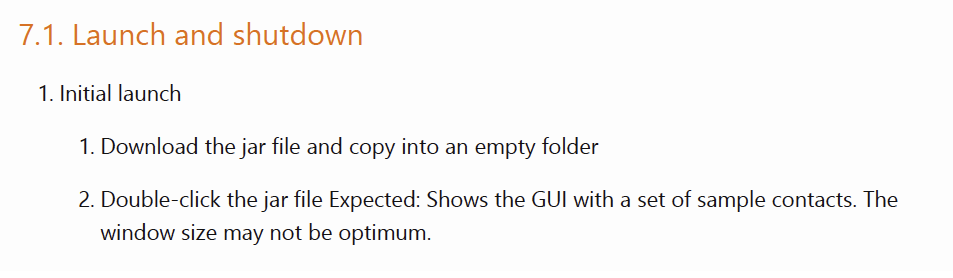 7.1. Launch and shutdown
1. Initial launch
1. Download the jar file and copy into an empty folder
2. Double-click the jar file Expected: Shows the GUI with a set of sample contacts. The
window size may not be optimum.